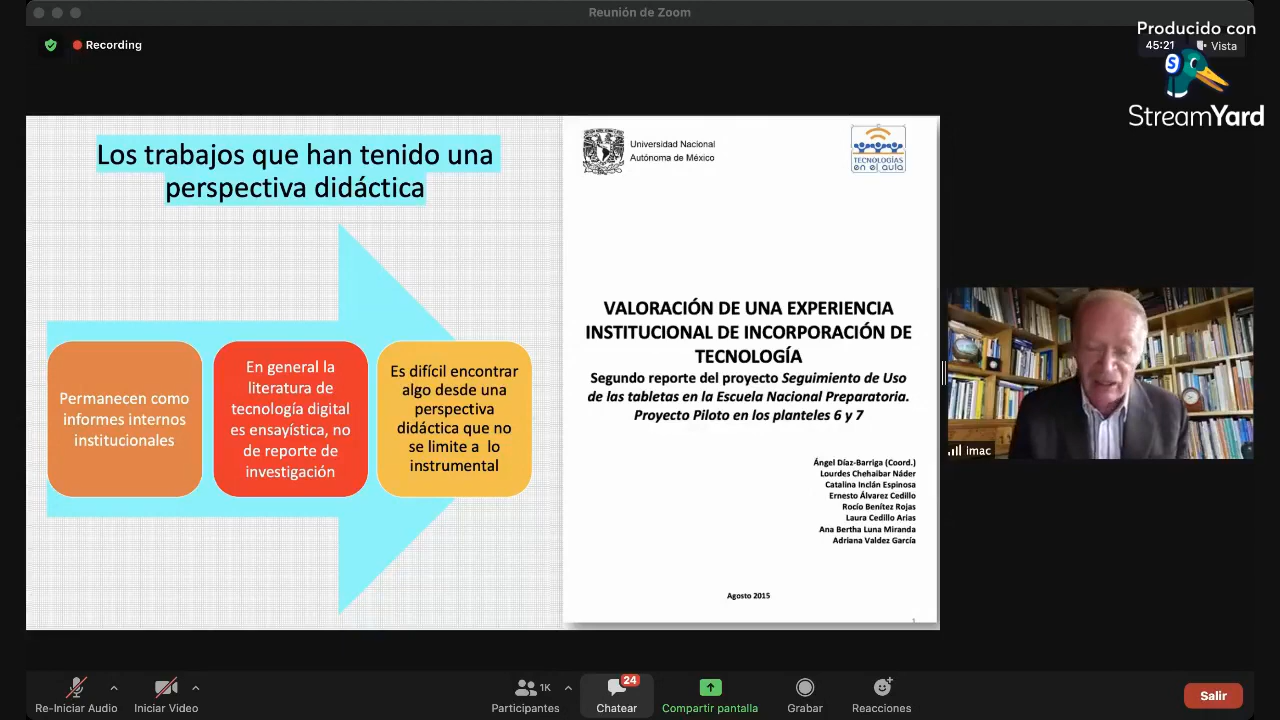 Reunión de Zoom
Recording
Producido con
45:21
Vista
S
StreamYard
Los trabajos que han tenido una
perspectiva didáctica
Permanecen como
informes internos
institucionales
En general la
literatura de
tecnología digital
es ensayística, no
de reporte de
investigación
Es difícil encontrar
algo desde una
perspectiva
didáctica que no
se limite a lo
instrumental
Universidad Nacional
Autónoma de México
TECNOLOGÍAS
en el aula
VALORACIÓN DE UNA EXPERIENCIA
INSTITUCIONAL DE INCORPORACIÓN DE
TECNOLOGÍA
Segundo reporte del proyecto Seguimiento de Uso
de las tabletas en la Escuela Nacional Preparatoria.
Proyecto Piloto en los planteles 6 y 7
Ángel Díaz-Barriga (Coord.)
Lourdes Chehaibar Náder
Catalina Inclán Espinosa
Ernesto Álvarez Cedillo
Rocío Benítez Rojas
Laura Cedillo Arias
Ana Bertha Luna Miranda
Adriana Valdez García
Agosto 2015
1
imac
Re-Iniciar Audio
Iniciar Video
1K
Participantes
24
Chatear
Compartir pantalla
Grabar
Reacciones
Salir